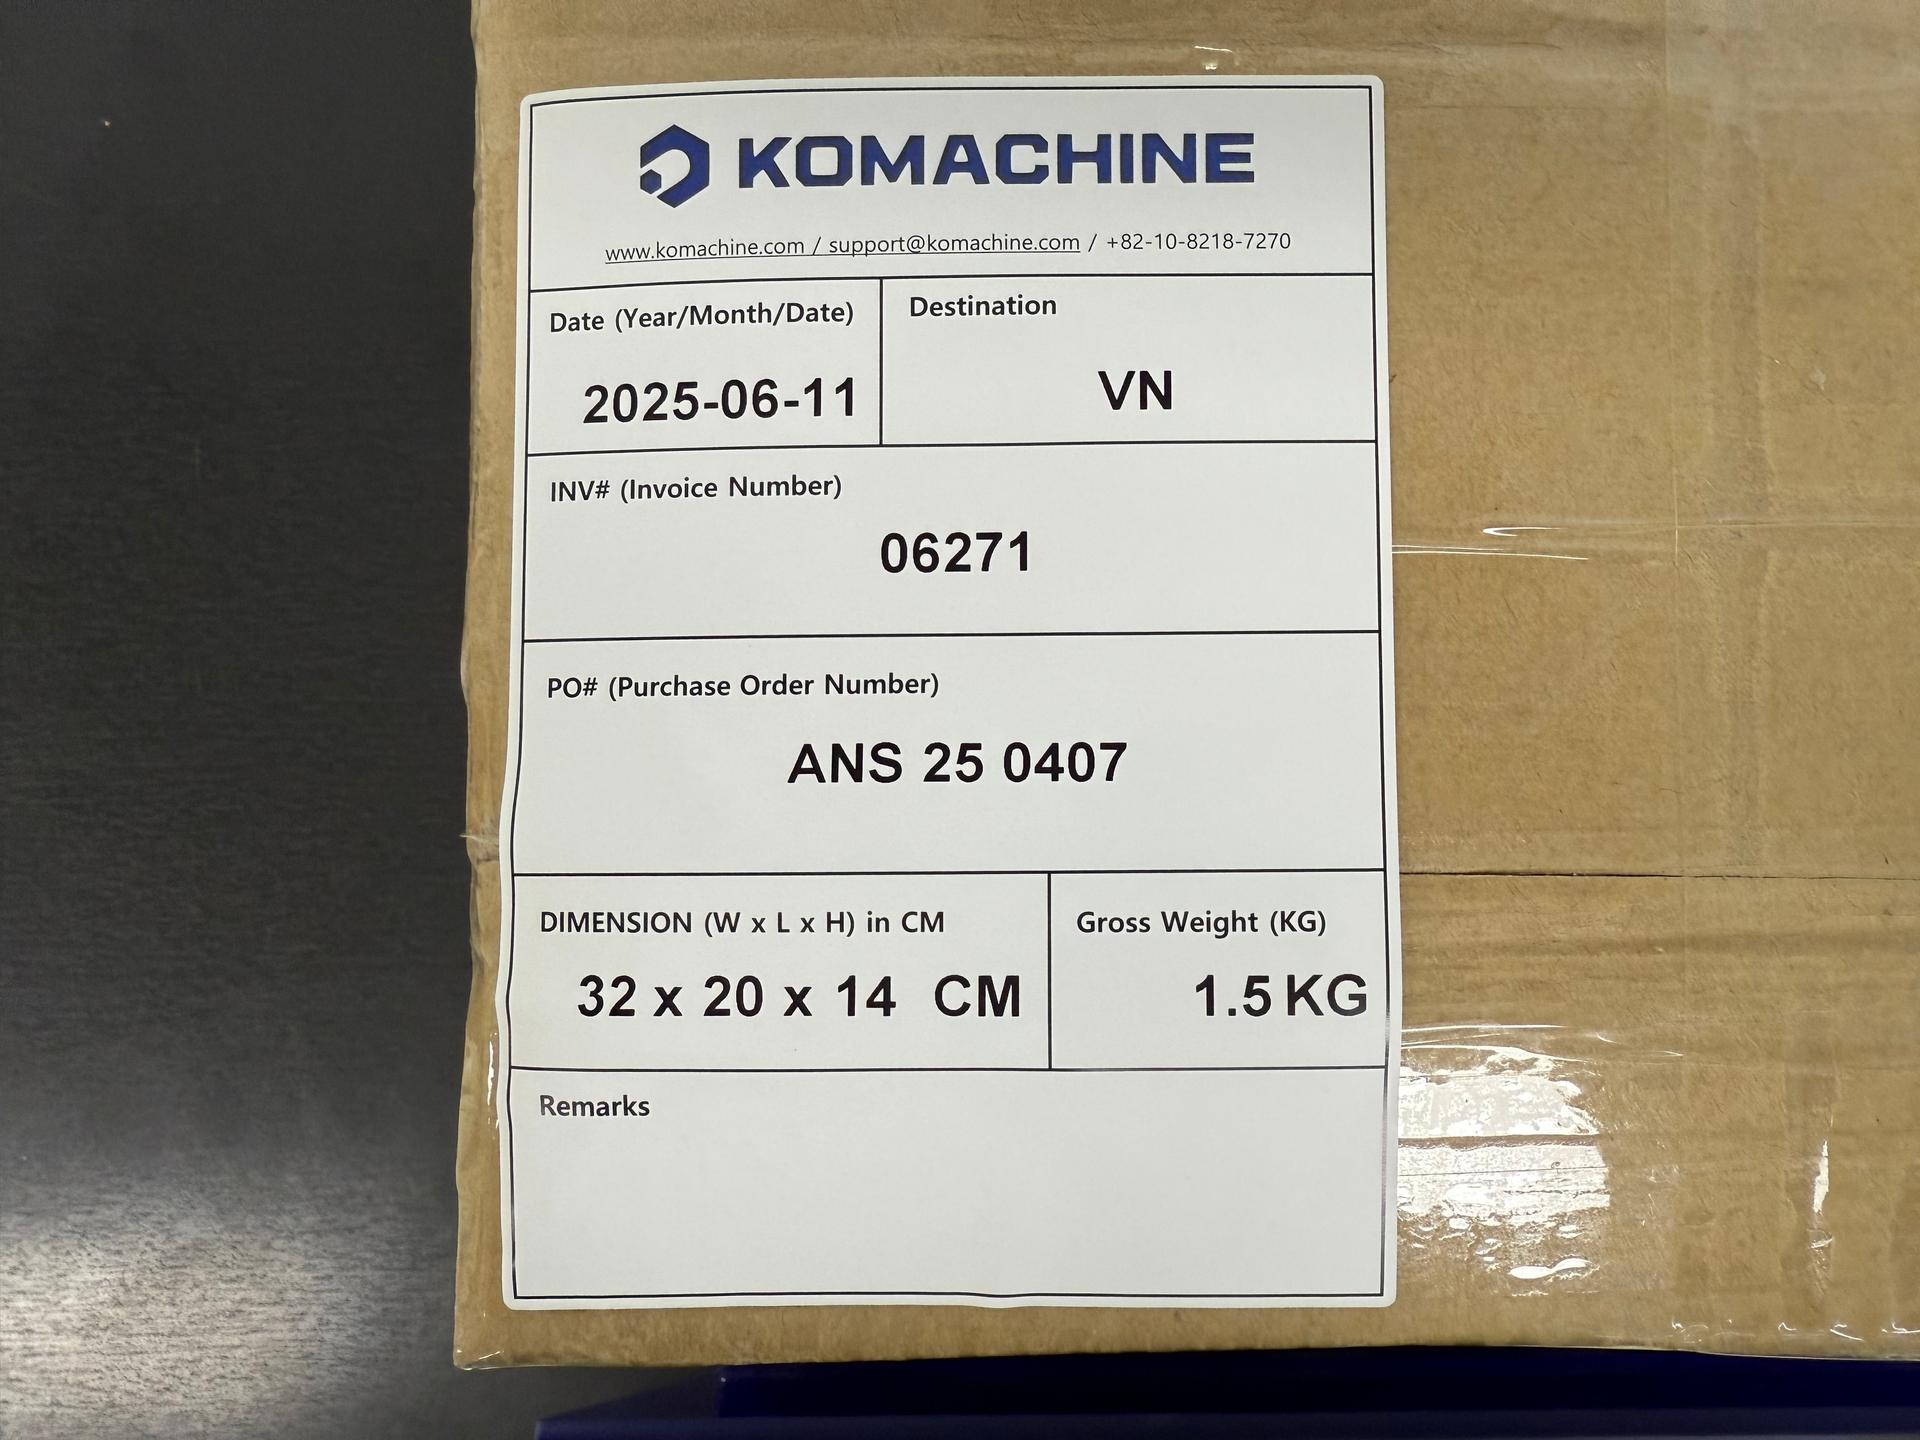 KOMACHINE
www.komachine.com / support@komachine.com / +82-10-8218-7270
Date (Year/Month/Date)
2025-06-11
Destination
VN
INV# (Invoice Number)
06271
PO# (Purchase Order Number)
ANS 25 0407
DIMENSION (W x L x H) in CM
32 x 20 x 14 CM
Gross Weight (KG)
1.5 KG
Remarks